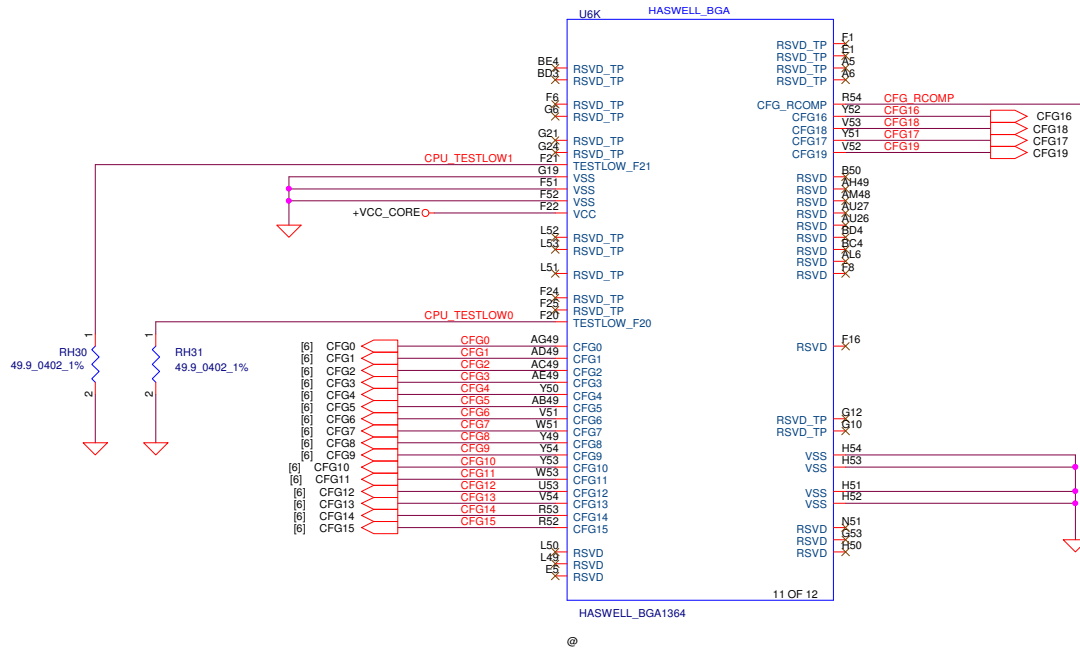 U6K
HASWELL_BGA
BE4 RSVD_TP
BD3 RSVD_TP
F6 RSVD_TP
G6 RSVD_TP
G21 RSVD_TP
G24 RSVD_TP
CPU_TESTLOW1 F21 TESTLOW_F21
G19 VSS
F51 VSS
F52 VSS
+VCC_CORE F22 VCC
L52 RSVD_TP
L53 RSVD_TP
L51 RSVD_TP
F24 RSVD_TP
F25 RSVD_TP
CPU_TESTLOW0 F20 TESTLOW_F20
[6] CFG0 CFG0 AG49 CFG0
[6] CFG1 CFG1 AD49 CFG1
[6] CFG2 CFG2 AC49 CFG2
[6] CFG3 CFG3 AE49 CFG3
[6] CFG4 CFG4 Y50 CFG4
[6] CFG5 CFG5 AB49 CFG5
[6] CFG6 CFG6 V51 CFG6
[6] CFG7 CFG7 W51 CFG7
[6] CFG8 CFG8 Y49 CFG8
[6] CFG9 CFG9 Y54 CFG9
[6] CFG10 CFG10 Y53 CFG10
[6] CFG11 CFG11 W53 CFG11
[6] CFG12 CFG12 U53 CFG12
[6] CFG13 CFG13 V54 CFG13
[6] CFG14 CFG14 R53 CFG14
[6] CFG15 CFG15 R52 CFG15
L50 RSVD
L49 RSVD
E5 RSVD
1
RH30
49.9_0402_1%
2
1
RH31
49.9_0402_1%
2
RSVD_TP F1
RSVD_TP E1
RSVD_TP A5
RSVD_TP A6
CFG_RCOMP R54 CFG_RCOMP
CFG16 Y52 CFG16 CFG16
CFG18 V53 CFG18 CFG18
CFG17 Y51 CFG17 CFG17
CFG19 V52 CFG19 CFG19
RSVD B50
RSVD AH49
RSVD AM48
RSVD AU27
RSVD AU26
RSVD BD4
RSVD BC4
RSVD AL6
RSVD F8
RSVD F16
RSVD_TP G12
RSVD_TP G10
VSS H54
VSS H53
VSS H51
VSS H52
RSVD N51
RSVD G53
RSVD H50
11 OF 12
HASWELL_BGA1364
@